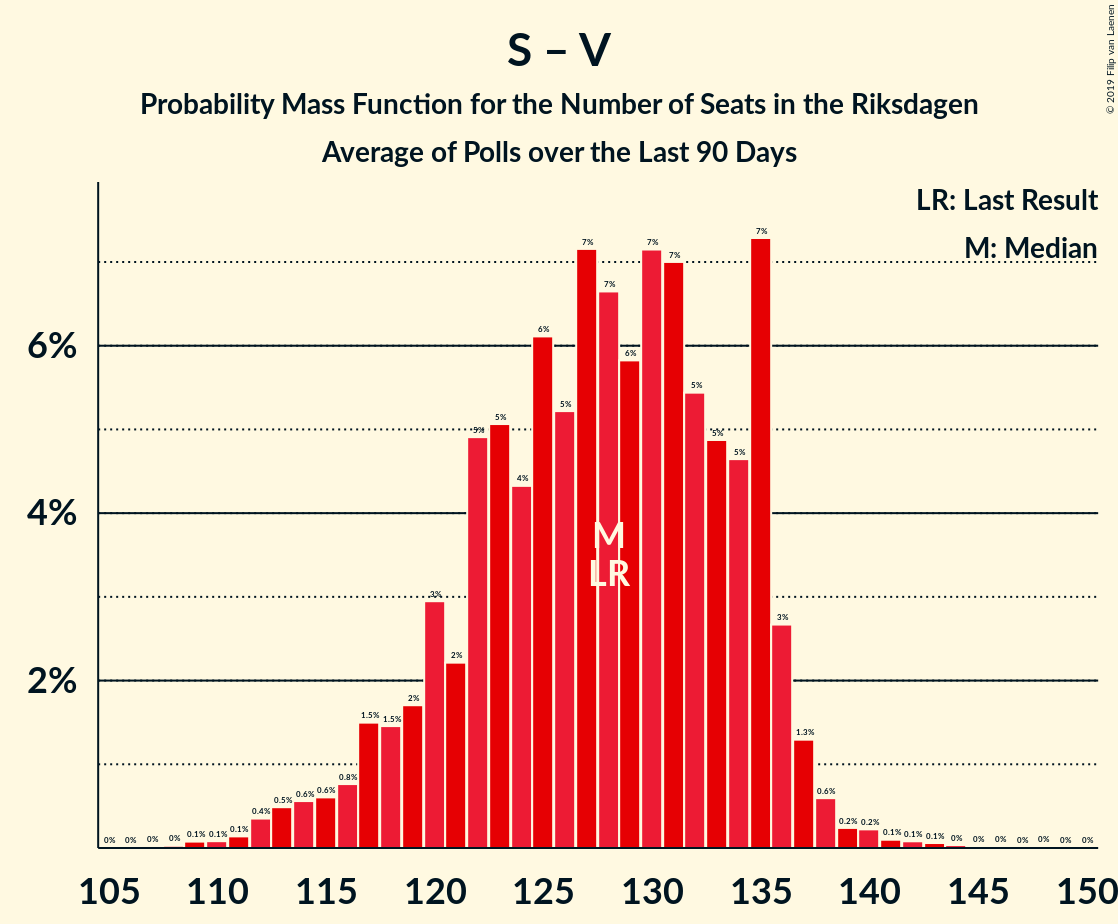 S – V
Probability Mass Function for the Number of Seats in the Riksdagen
Average of Polls over the Last 90 Days
© 2019 Filip van Laenen
LR: Last Result
M: Median
6%
4%
2%
0% 0% 0% 0% 0.1% 0.1% 0.1% 0.4% 0.5% 0.6% 0.6% 0.8% 1.5% 1.5% 2% 3% 2% 5% 5% 4% 6% 5% 7% 7% 6% 7% 7% 5% 5% 5% 7% 3% 1.3% 0.6% 0.2% 0.2% 0.1% 0.1% 0.1% 0% 0% 0% 0% 0% 0% 0%
M
LR
105 110 115 120 125 130 135 140 145 150